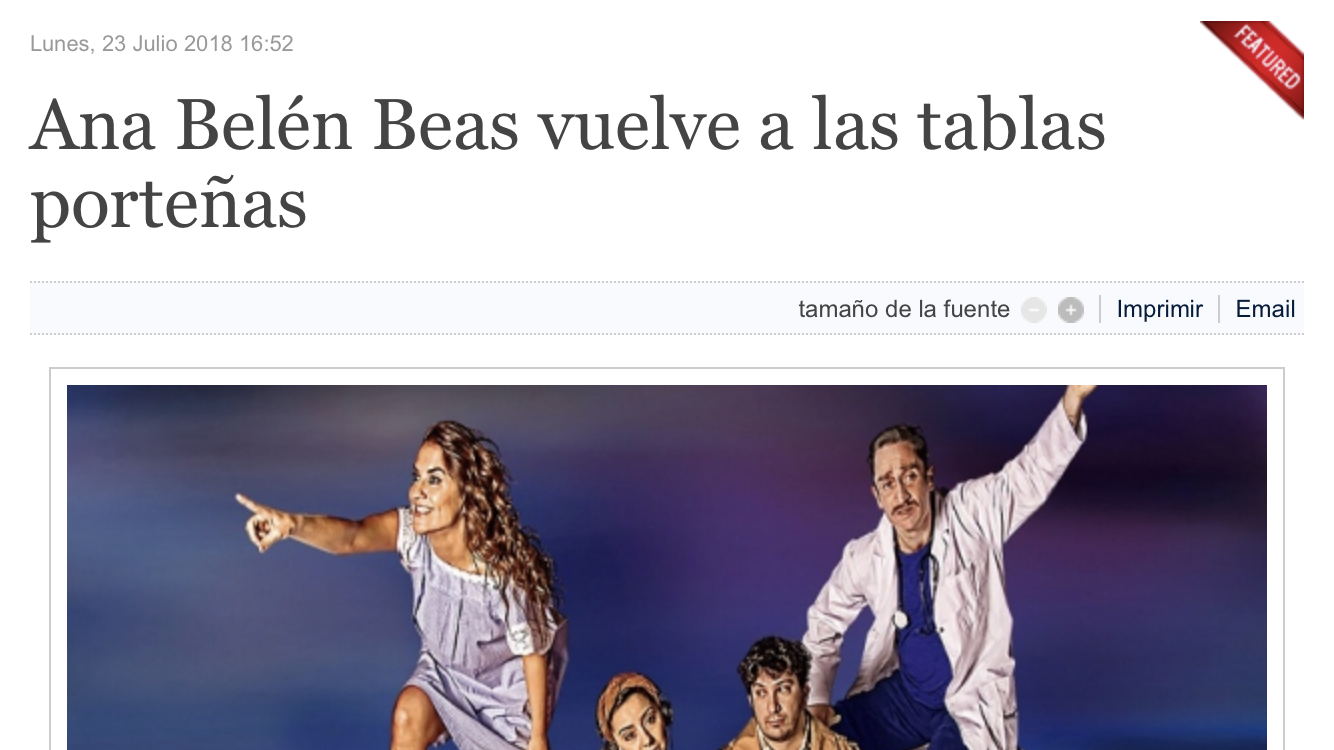 Lunes, 23 Julio 2018 16:52
FEATURED
Ana Belén Beas vuelve a las tablas
porteñas
tamaño de la fuente
Imprimir
Email